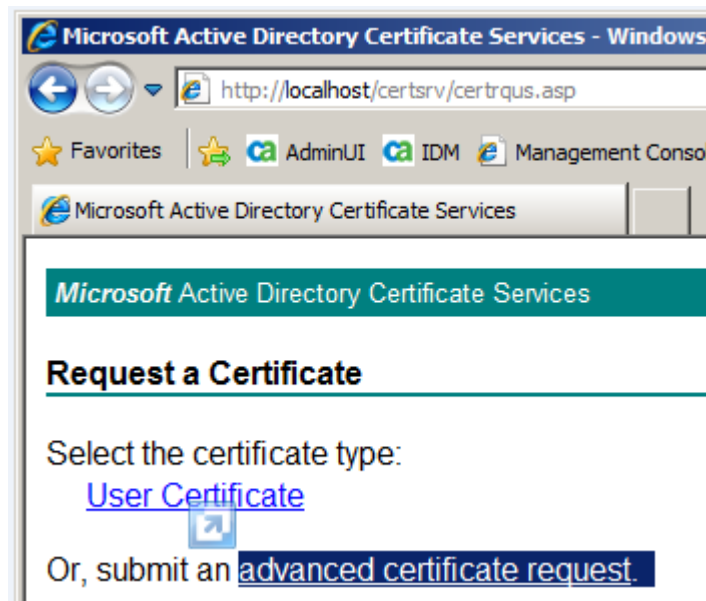 Microsoft Active Directory Certificate Services - Windows
http://localhost/certsrv/certrqus.asp
Favorites ca AdminUI ca IDM Management Conso
Microsoft Active Directory Certificate Services
Microsoft Active Directory Certificate Services
Request a Certificate
Select the certificate type:
User Certificate
Or, submit an advanced certificate request.